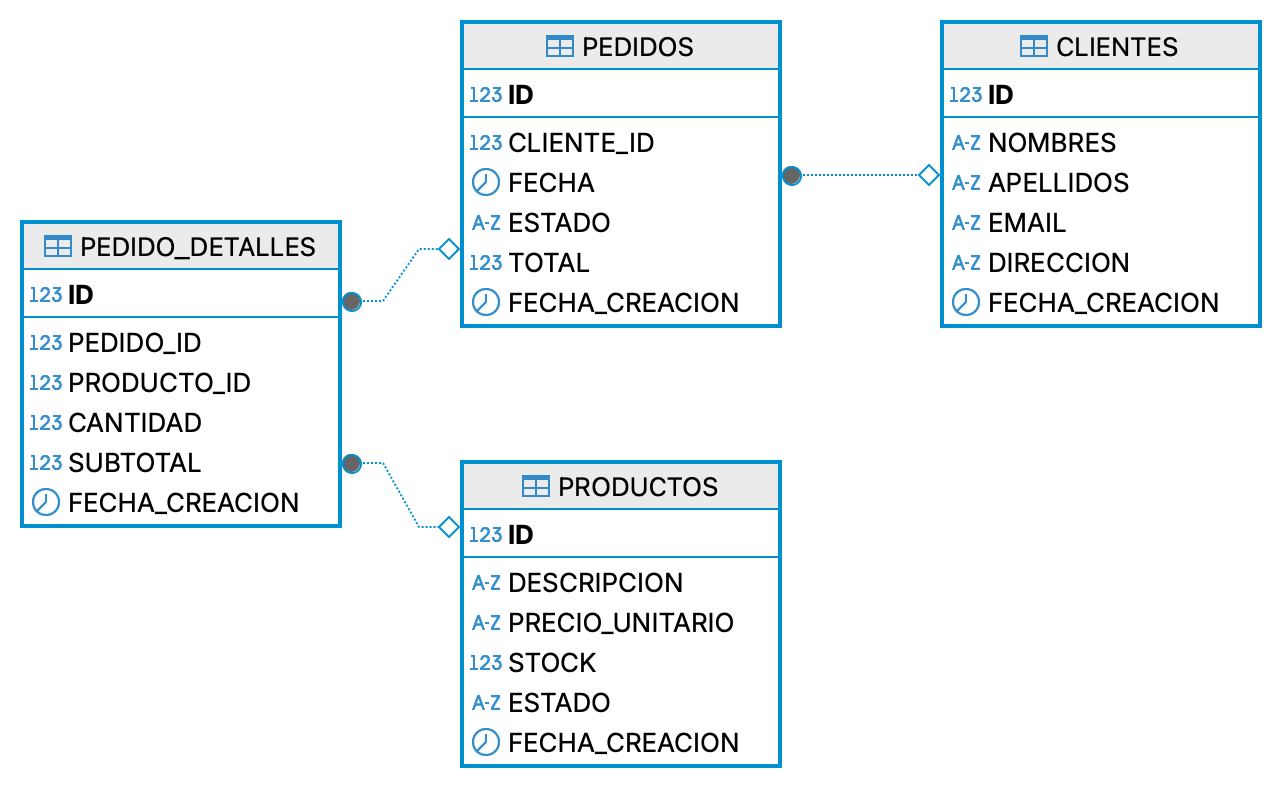 PEDIDOS
123 ID
123 CLIENTE_ID
FECHA
A-Z ESTADO
123 TOTAL
FECHA_CREACION
CLIENTES
123 ID
A-Z NOMBRES
A-Z APELLIDOS
A-Z EMAIL
A-Z DIRECCION
FECHA_CREACION
PEDIDO_DETALLES
123 ID
123 PEDIDO_ID
123 PRODUCTO_ID
123 CANTIDAD
123 SUBTOTAL
FECHA_CREACION
PRODUCTOS
123 ID
A-Z DESCRIPCION
A-Z PRECIO_UNITARIO
123 STOCK
A-Z ESTADO
FECHA_CREACION